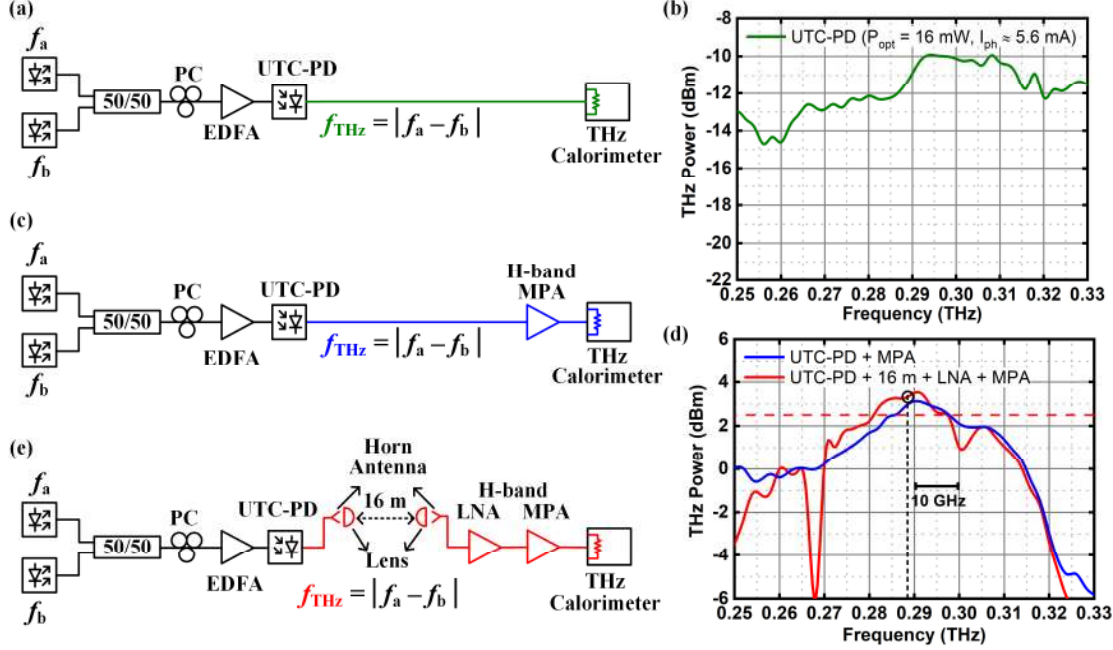 (a)
fa
fb
50/50
PC
EDFA
UTC-PD
fTHz = |fa − fb|
THz
Calorimeter
(b)
UTC-PD (Popt = 16 mW, Iph ≈ 5.6 mA)
THz Power (dBm)
-8
-10
-12
-14
-16
-18
-20
-22
0.25 0.26 0.27 0.28 0.29 0.30 0.31 0.32 0.33
Frequency (THz)
(c)
fa
fb
50/50
PC
EDFA
UTC-PD
fTHz = |fa − fb|
H-band
MPA
THz
Calorimeter
(d)
UTC-PD + MPA
UTC-PD + 16 m + LNA + MPA
10 GHz
THz Power (dBm)
6
4
2
0
-2
-4
-6
0.25 0.26 0.27 0.28 0.29 0.30 0.31 0.32 0.33
Frequency (THz)
(e)
fa
fb
50/50
PC
EDFA
UTC-PD
Horn
Antenna
16 m
Lens
fTHz = |fa − fb|
H-band
LNA MPA
THz
Calorimeter